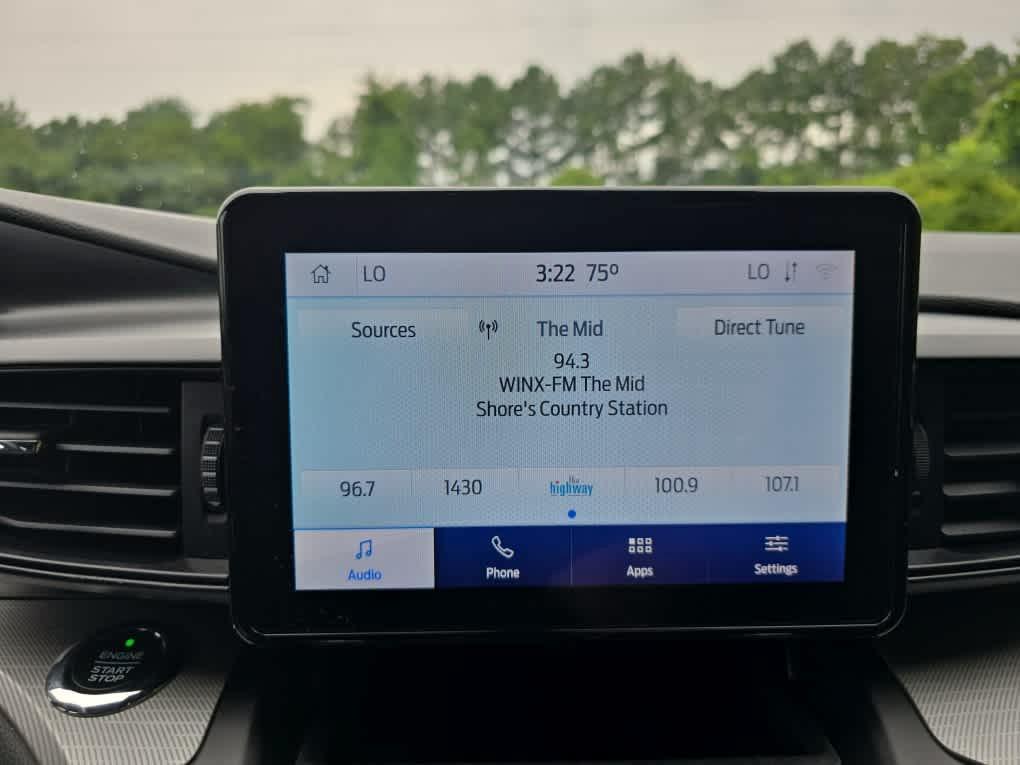 LO 3:22 75º LO
Sources The Mid Direct Tune
94.3
WINX-FM The Mid
Shore's Country Station
96.7 1430 the highway 100.9 107.1
Audio Phone Apps Settings
ENGINE
START
STOP